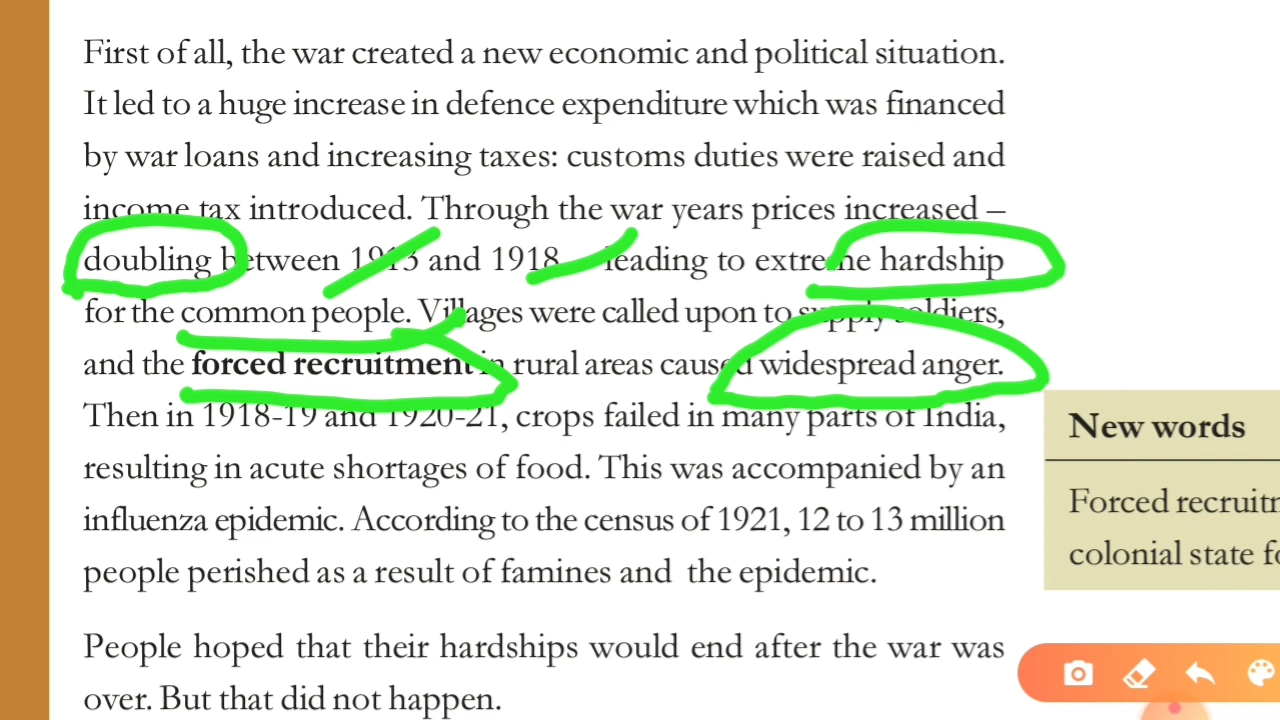 First of all, the war created a new economic and political situation.
It led to a huge increase in defence expenditure which was financed
by war loans and increasing taxes: customs duties were raised and
income tax introduced. Through the war years prices increased –
doubling between 1913 and 1918 – leading to extreme hardship
for the common people. Villages were called upon to supply soldiers,
and the forced recruitment in rural areas caused widespread anger.
Then in 1918-19 and 1920-21, crops failed in many parts of India,
resulting in acute shortages of food. This was accompanied by an
influenza epidemic. According to the census of 1921, 12 to 13 million
people perished as a result of famines and the epidemic.
People hoped that their hardships would end after the war was
over. But that did not happen.
New words
Forced
colonial state